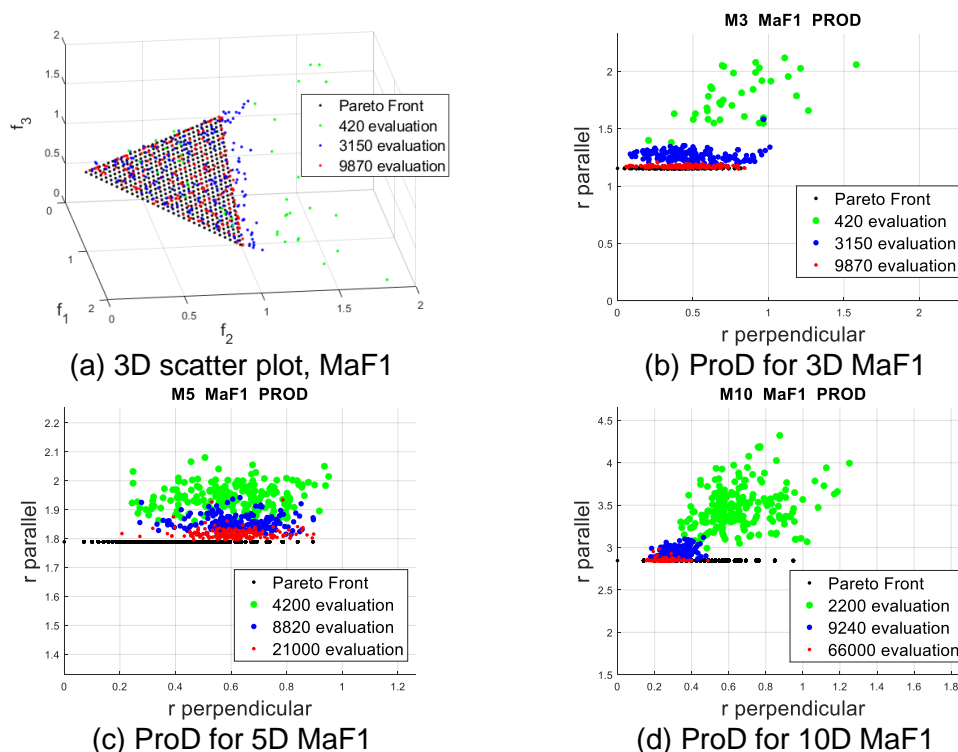 2
1.5
1
0.5
0
f3
0
1
2
f1
0
0.5
1
1.5
2
f2
Pareto Front
420 evaluation
3150 evaluation
9870 evaluation
(a) 3D scatter plot, MaF1
M3 MaF1 PROD
2
1.5
1
0.5
0
r parallel
0
0.5
1
1.5
2
r perpendicular
Pareto Front
420 evaluation
3150 evaluation
9870 evaluation
(b) ProD for 3D MaF1
M5 MaF1 PROD
2.2
2.1
2
1.9
1.8
1.7
1.6
1.5
1.4
r parallel
0
0.2
0.4
0.6
0.8
1
1.2
r perpendicular
Pareto Front
4200 evaluation
8820 evaluation
21000 evaluation
(c) ProD for 5D MaF1
M10 MaF1 PROD
4.5
4
3.5
3
2.5
2
1.5
r parallel
0
0.2
0.4
0.6
0.8
1
1.2
1.4
1.6
1.8
r perpendicular
Pareto Front
2200 evaluation
9240 evaluation
66000 evaluation
(d) ProD for 10D MaF1